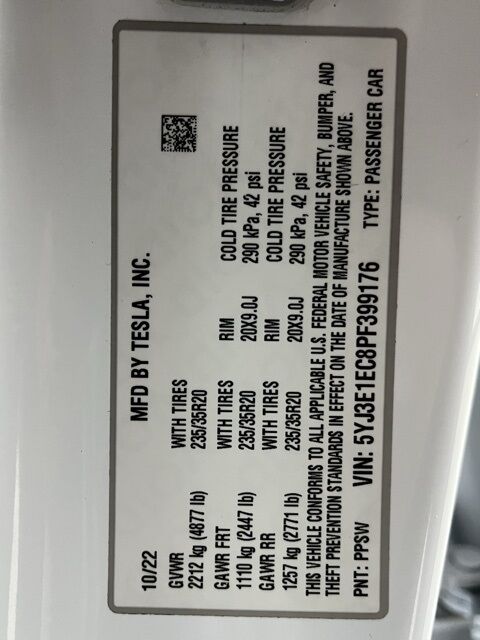 10/22 MFD BY TESLA, INC.
GVWR WITH TIRES
2212 kg (4877 lb) 235/35R20
GAWR FRT WITH TIRES RIM COLD TIRE PRESSURE
1110 kg (2447 lb) 235/35R20 20X9.0J 290 kPa, 42 psi
GAWR RR RIM COLD TIRE PRESSURE
1257 kg (2771 lb) 235/35R20 20X9.0J 290 kPa, 42 psi
THIS VEHICLE CONFORMS TO ALL APPLICABLE U.S. FEDERAL MOTOR VEHICLE SAFETY, BUMPER, AND
THEFT PREVENTION STANDARDS IN EFFECT ON THE DATE OF MANUFACTURE SHOWN ABOVE.
PNT: PPSW VIN: 5YJ3E1EC8PF399176 TYPE: PASSENGER CAR